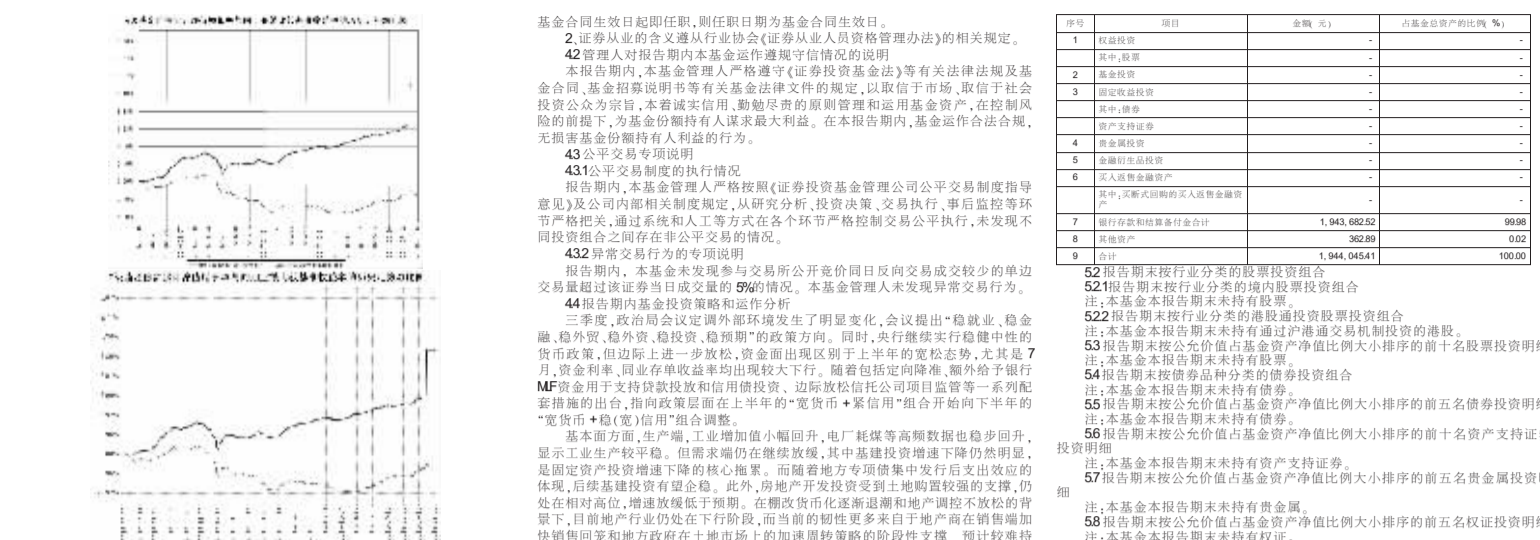 基金合同生效日起即任职,则任职日期为基金合同生效日。
2、证券从业的含义遵从行业协会《证券从业人员资格管理办法》的相关规定。
4.2管理人对报告期内本基金运作遵规守信情况的说明
本报告期内,本基金管理人严格遵守《证券投资基金法》等有关法律法规及基
金合同、基金招募说明书等有关基金法律文件的规定,以取信于市场、取信于社会
投资公众为宗旨,本着诚实信用、勤勉尽责的原则管理和运用基金资产,在控制风
险的前提下,为基金份额持有人谋求最大利益。在本报告期内,基金运作合法合规,
无损害基金份额持有人利益的行为。
4.3公平交易专项说明
4.3.1公平交易制度的执行情况
报告期内,本基金管理人严格按照《证券投资基金管理公司公平交易制度指导
意见》及公司内部相关制度规定,从研究分析、投资决策、交易执行、事后监控等环
节严格把关,通过系统和人工等方式在各个环节严格控制交易公平执行,未发现不
同投资组合之间存在非公平交易的情况。
4.3.2异常交易行为的专项说明
报告期内,本基金未发现参与交易所公开竞价同日反向交易成交较少的单边
交易量超过该证券当日成交量的5%的情况。本基金管理人未发现异常交易行为。
4.4报告期内基金投资策略和运作分析
三季度,政治局会议定调外部环境发生了明显变化,会议提出“稳就业、稳金
融、稳外贸、稳外资、稳投资、稳预期”的政策方向。同时,央行继续实行稳健中性的
货币政策,但边际上进一步放松,资金面出现区别于上半年的宽松态势,尤其是7
月,资金利率、同业存单收益率均出现较大下行。随着包括定向降准、额外给予银行
MLF资金用于支持贷款投放和信用债投资、边际放松信托公司项目监管等一系列配
套措施的出台,指向政策层面在上半年的“宽货币+紧信用”组合开始向下半年的
“宽货币+稳(宽)信用”组合调整。
基本面方面,生产端,工业增加值小幅回升,电厂耗煤等高频数据也稳步回升,
显示工业生产较平稳。但需求端仍在继续放缓,其中基建投资增速下降仍然明显,
是固定资产投资增速下降的核心拖累。而随着地方专项债集中发行后支出效应的
体现,后续基建投资有望企稳。此外,房地产开发投资受到土地购置较强的支撑,仍
处在相对高位,增速放缓低于预期。在棚改货币化逐渐退潮和地产调控不放松的背
景下,目前地产行业仍处在下行阶段,而当前的韧性更多来自于地产商在销售端加
快销售回笼和地方政府在土地市场上的加速周转策略的阶段性支撑,预计较难持
序号 项目 金额(元) 占基金总资产的比例(%)
1 权益投资 - -
其中:股票 - -
2 基金投资 - -
3 固定收益投资 - -
其中:债券 - -
资产支持证券 - -
4 贵金属投资 - -
5 金融衍生品投资 - -
6 买入返售金融资产 - -
其中:买断式回购的买入返售金融资
产 - -
7 银行存款和结算备付金合计 1,943,682.52 99.98
8 其他资产 362.89 0.02
9 合计 1,944,045.41 100.00
5.2报告期末按行业分类的股票投资组合
5.2.1报告期末按行业分类的境内股票投资组合
注:本基金本报告期末未持有股票。
5.2.2报告期末按行业分类的港股通投资股票投资组合
注:本基金本报告期末未持有通过沪港通交易机制投资的港股。
5.3报告期末按公允价值占基金资产净值比例大小排序的前十名股票投资明细
注:本基金本报告期末未持有股票。
5.4报告期末按债券品种分类的债券投资组合
注:本基金本报告期末未持有债券。
5.5报告期末按公允价值占基金资产净值比例大小排序的前五名债券投资明细
注:本基金本报告期末未持有债券。
5.6报告期末按公允价值占基金资产净值比例大小排序的前十名资产支持证券
投资明细
注:本基金本报告期末未持有资产支持证券。
5.7报告期末按公允价值占基金资产净值比例大小排序的前五名贵金属投资明
细
注:本基金本报告期末未持有贵金属。
5.8报告期末按公允价值占基金资产净值比例大小排序的前五名权证投资明细
注:本基金本报告期末未持有权证。